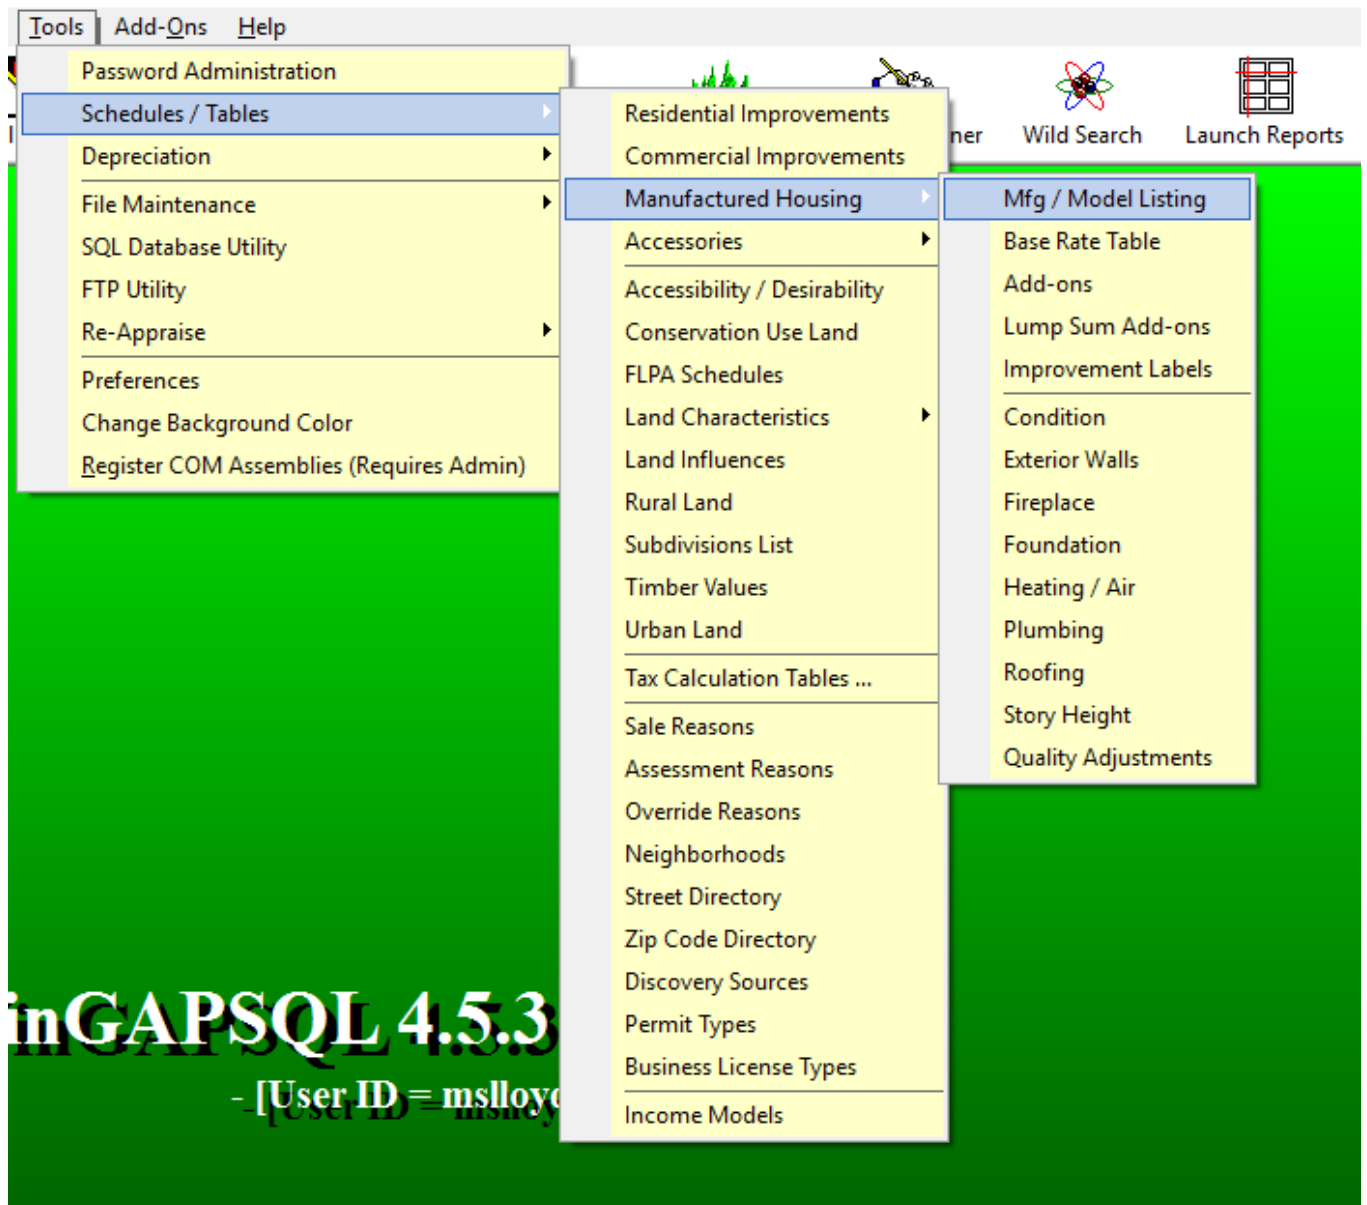 Tools Add-Ons Help
ner Wild Search Launch Reports
Password Administration
Schedules / Tables
Depreciation
File Maintenance
SQL Database Utility
FTP Utility
Re-Appraise
Preferences
Change Background Color
Register COM Assemblies (Requires Admin)
Residential Improvements
Commercial Improvements
Manufactured Housing
Accessories
Accessibility / Desirability
Conservation Use Land
FLPA Schedules
Land Characteristics
Land Influences
Rural Land
Subdivisions List
Timber Values
Urban Land
Tax Calculation Tables ...
Sale Reasons
Assessment Reasons
Override Reasons
Neighborhoods
Street Directory
Zip Code Directory
Discovery Sources
Permit Types
Business License Types
Income Models
Mfg / Model Listing
Base Rate Table
Add-ons
Lump Sum Add-ons
Improvement Labels
Condition
Exterior Walls
Fireplace
Foundation
Heating / Air
Plumbing
Roofing
Story Height
Quality Adjustments
inGAPSQL 4.5.3
- [User ID = mslloyd